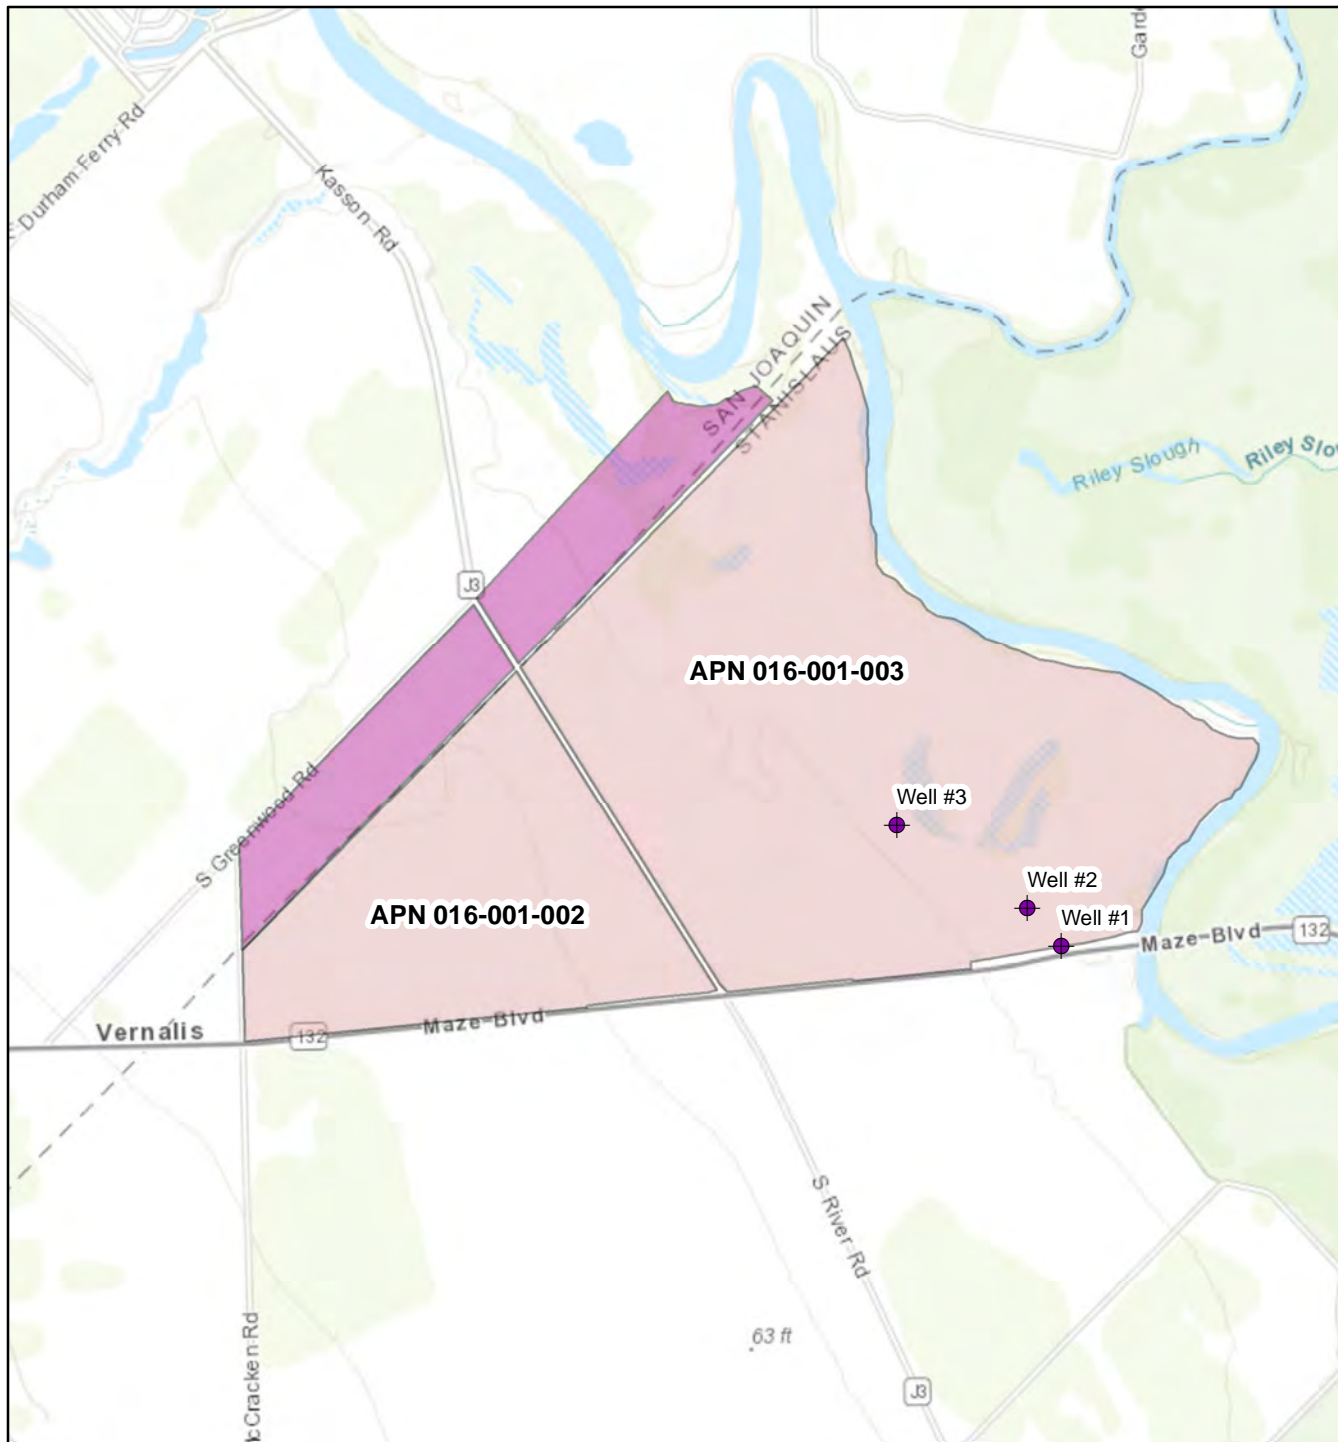 Gard
Durham-Ferry-Rd
Kasson-Rd
SAN JOAQUIN
STANISLAUS
Riley Slough
Riley Slou
J3
APN 016-001-003
Well #3
S Greenwood Rd
Well #2
APN 016-001-002
Well #1
Maze-Blvd
132
Vernalis
132
Maze-Blvd
S-River-Rd
63 ft
cCracken-Rd
J3